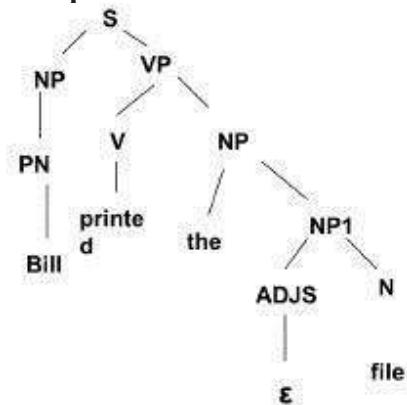 S
NP VP
PN V NP
printe
d
the
NP1
Bill
ADJS N
file
ε